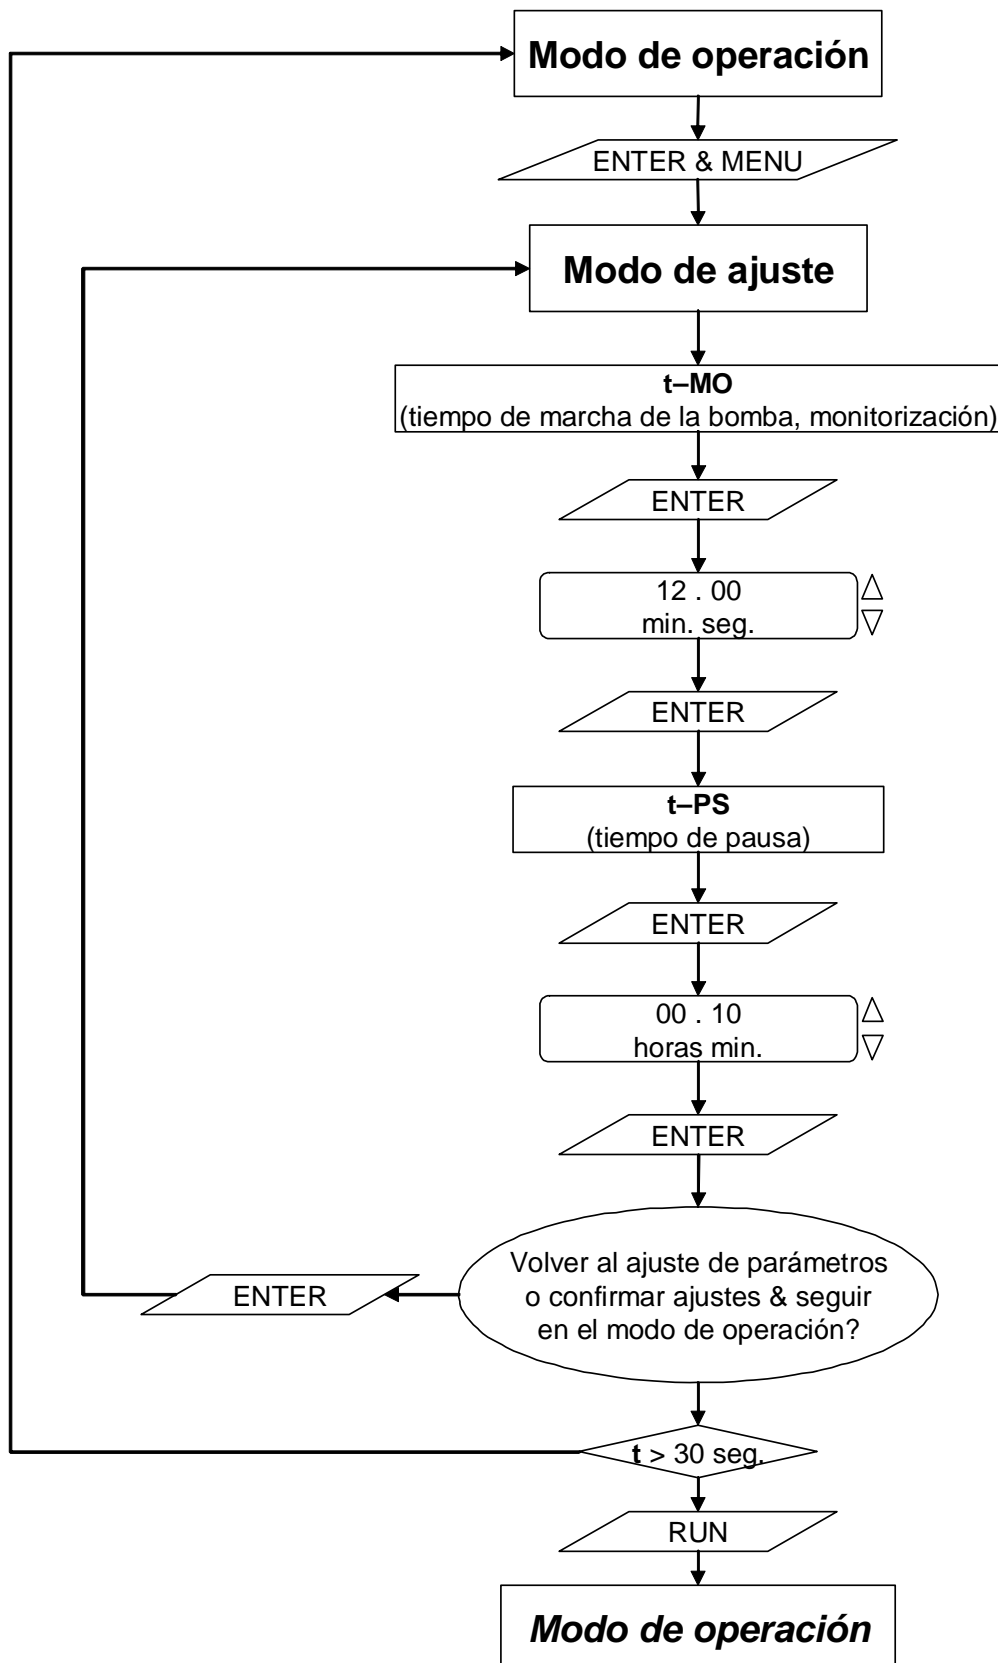 Modo de operación
ENTER & MENU
Modo de ajuste
t–MO
(tiempo de marcha de la bomba, monitorización)
ENTER
12 . 00
min. seg.
ENTER
t–PS
(tiempo de pausa)
ENTER
00 . 10
horas min.
ENTER
Volver al ajuste de parámetros
o confirmar ajustes & seguir
en el modo de operación?
ENTER
t > 30 seg.
RUN
Modo de operación